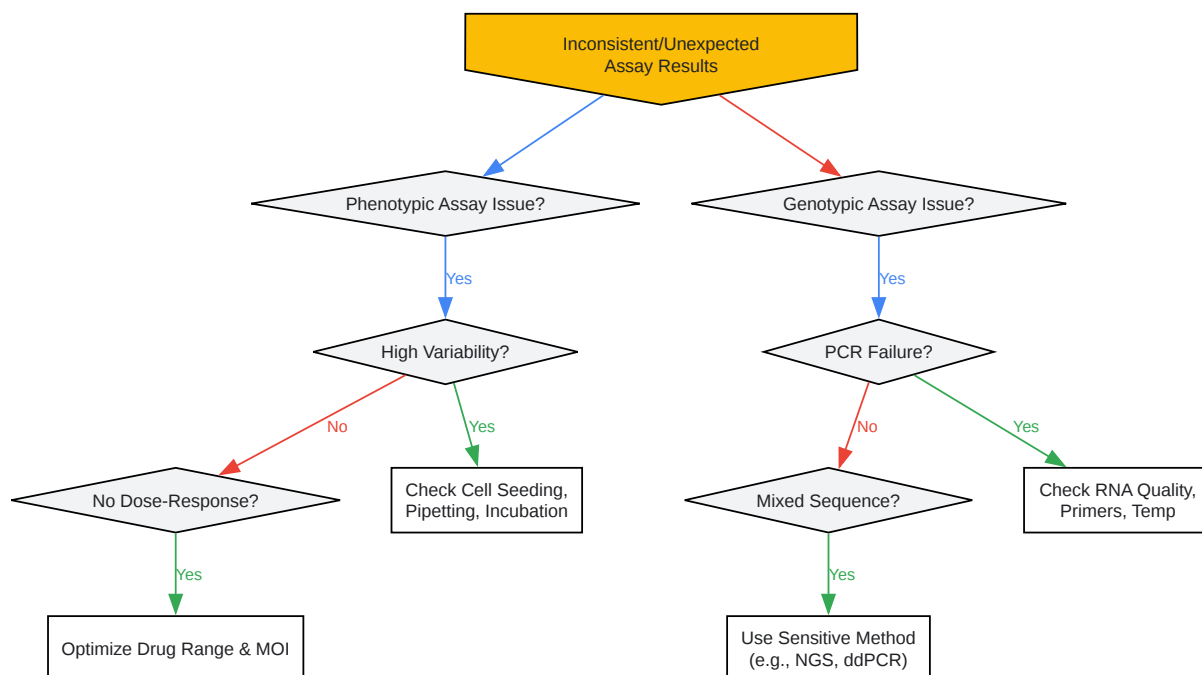 Inconsistent/Unexpected
Assay Results
Phenotypic Assay Issue?
Genotypic Assay Issue?
Yes
Yes
High Variability?
PCR Failure?
No
Yes
No
Yes
No Dose-Response?
Check Cell Seeding,
Pipetting, Incubation
Mixed Sequence?
Check RNA Quality,
Primers, Temp
Yes
Yes
Optimize Drug Range & MOI
Use Sensitive Method
(e.g., NGS, ddPCR)